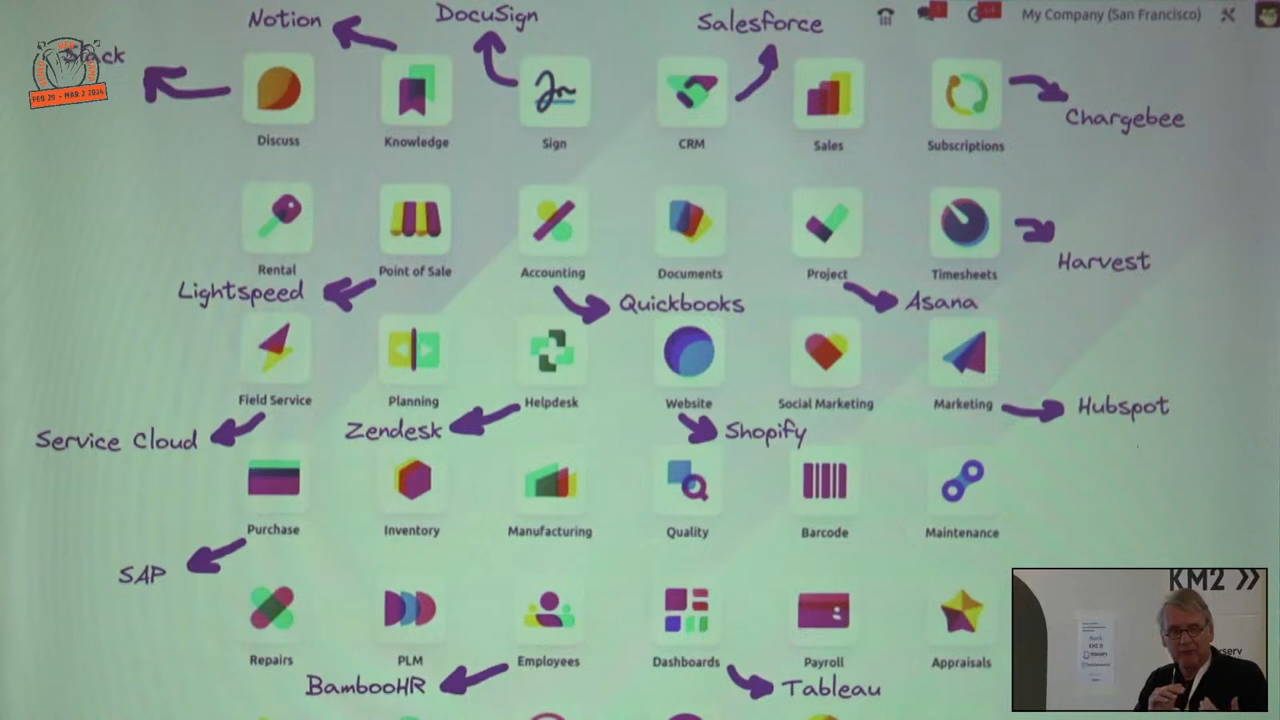 Notion
DocuSign
Salesforce
My Company (San Francisco)
Slack
FEB 29 - MAR 2 2024
Discuss
Knowledge
Sign
CRM
Sales
Subscriptions
Chargebee
Rental
Point of Sale
Accounting
Documents
Project
Timesheets
Harvest
Lightspeed
Quickbooks
Asana
Field Service
Planning
Helpdesk
Website
Social Marketing
Marketing
Hubspot
Service Cloud
Zendesk
Shopify
Purchase
Inventory
Manufacturing
Quality
Barcode
Maintenance
SAP
KM2
Repairs
PLM
Employees
Dashboards
Payroll
Appraisals
BambooHR
Tableau